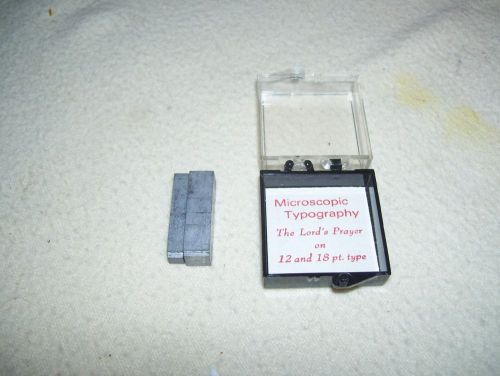 Microscopic
Typography
The Lord's Prayer
on
12 and 18 pt. type